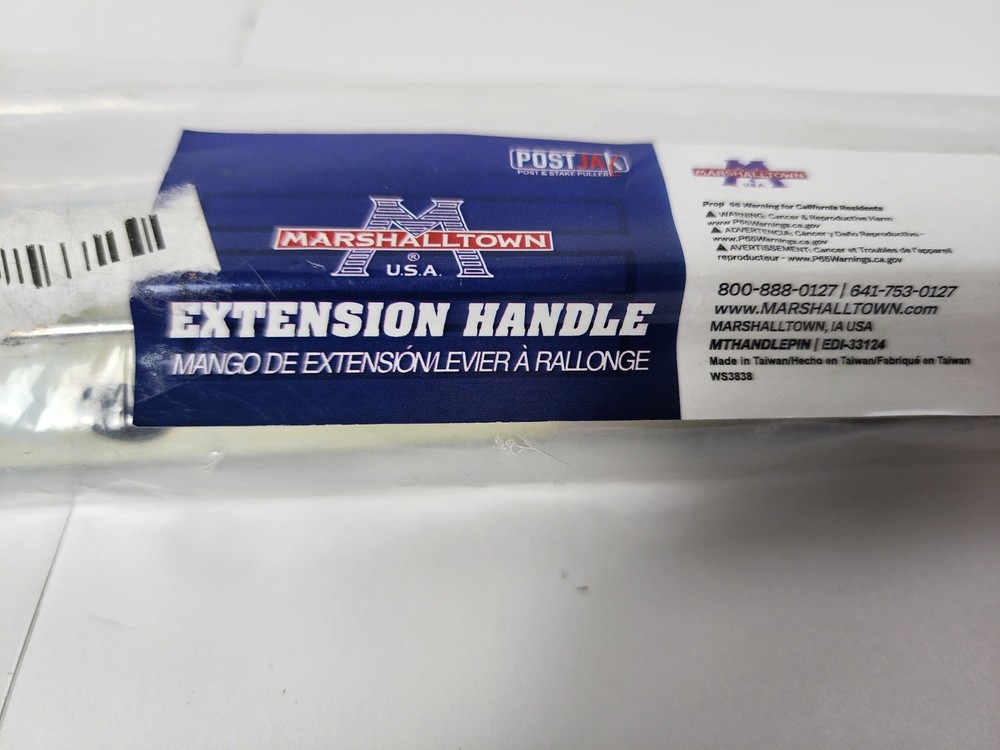 POSTJAK
POST & STAKE PULLER
MARSHALLTOWN
®
U.S.A.
EXTENSION HANDLE
MANGO DE EXTENSIÓN/LEVIER À RALLONGE
MARSHALLTOWN
U.S.A.
Prop 65 Warning for California Residents
WARNING: Cancer & Reproductive Harm
www.P65Warnings.ca.gov
ADVERTENCIA: Cáncer y Daño Reproductivo-
www.P65Warnings.ca.gov
AVERTISSEMENT: Cancer et Troubles de l'appareil
reproducteur - www.P65Warnings.ca.gov
800-888-0127 | 641-753-0127
www.MARSHALLTOWN.com
MARSHALLTOWN, IA USA
MTHANDLEPIN | EDI-33124
Made in Taiwan/Hecho en Taiwan/Fabriqué en Taiwan
WS3838